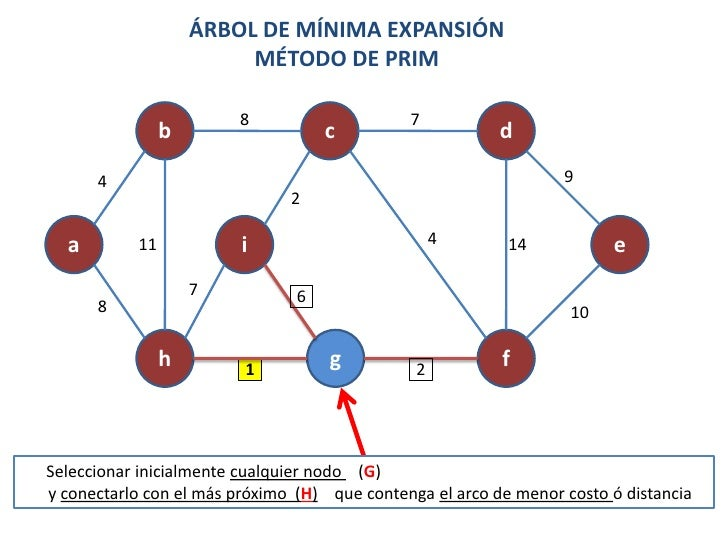 ÁRBOL DE MÍNIMA EXPANSIÓN
MÉTODO DE PRIM
8 7
b c d
4 9
2
a 11 i 4 14 e
7 6
8 10
h g f
1 2
Seleccionar inicialmente cualquier nodo (G)
y conectarlo con el más próximo (H) que contenga el arco de menor costo ó distancia